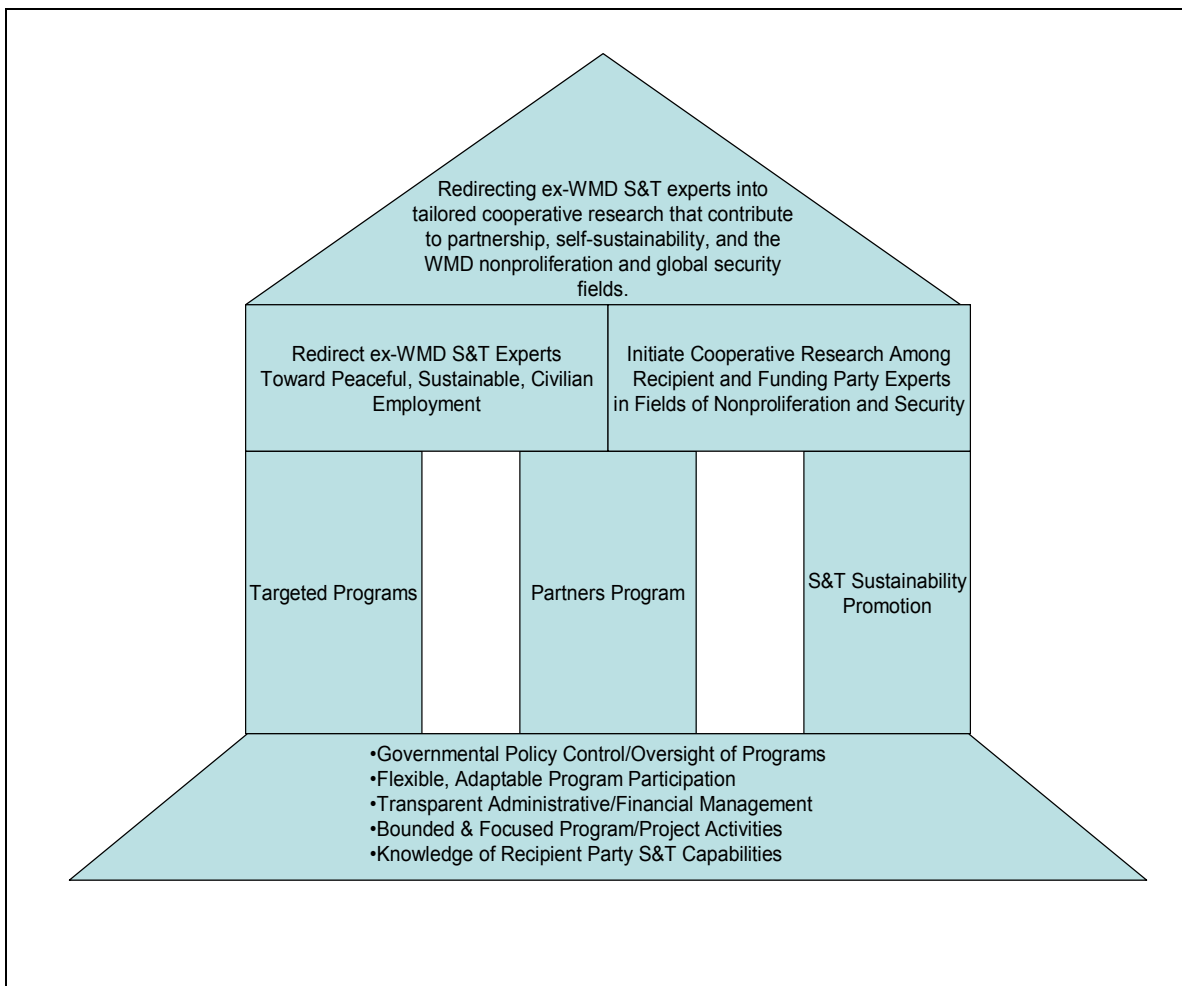 Redirecting ex-WMD S&T experts into
tailored cooperative research that contribute
to partnership, self-sustainability, and the
WMD nonproliferation and global security
fields.
Redirect ex-WMD S&T Experts
Toward Peaceful, Sustainable, Civilian
Employment
Initiate Cooperative Research Among
Recipient and Funding Party Experts
in Fields of Nonproliferation and Security
Targeted Programs
Partners Program
S&T Sustainability
Promotion
•Governmental Policy Control/Oversight of Programs
•Flexible, Adaptable Program Participation
•Transparent Administrative/Financial Management
•Bounded & Focused Program/Project Activities
•Knowledge of Recipient Party S&T Capabilities